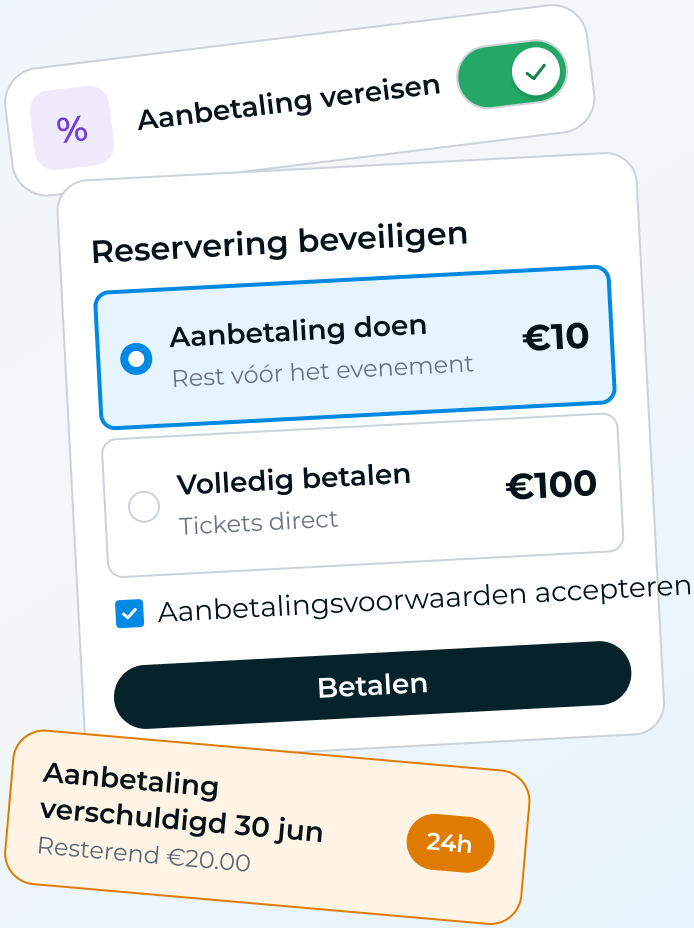 %
Aanbetaling vereisen
Reservering beveiligen
Aanbetaling doen
€10
Rest vóór het evenement
Volledig betalen
€100
Tickets direct
Aanbetalingsvoorwaarden accepteren
Betalen
Aanbetaling
verschuldigd 30 jun
24h
Resterend €20.00